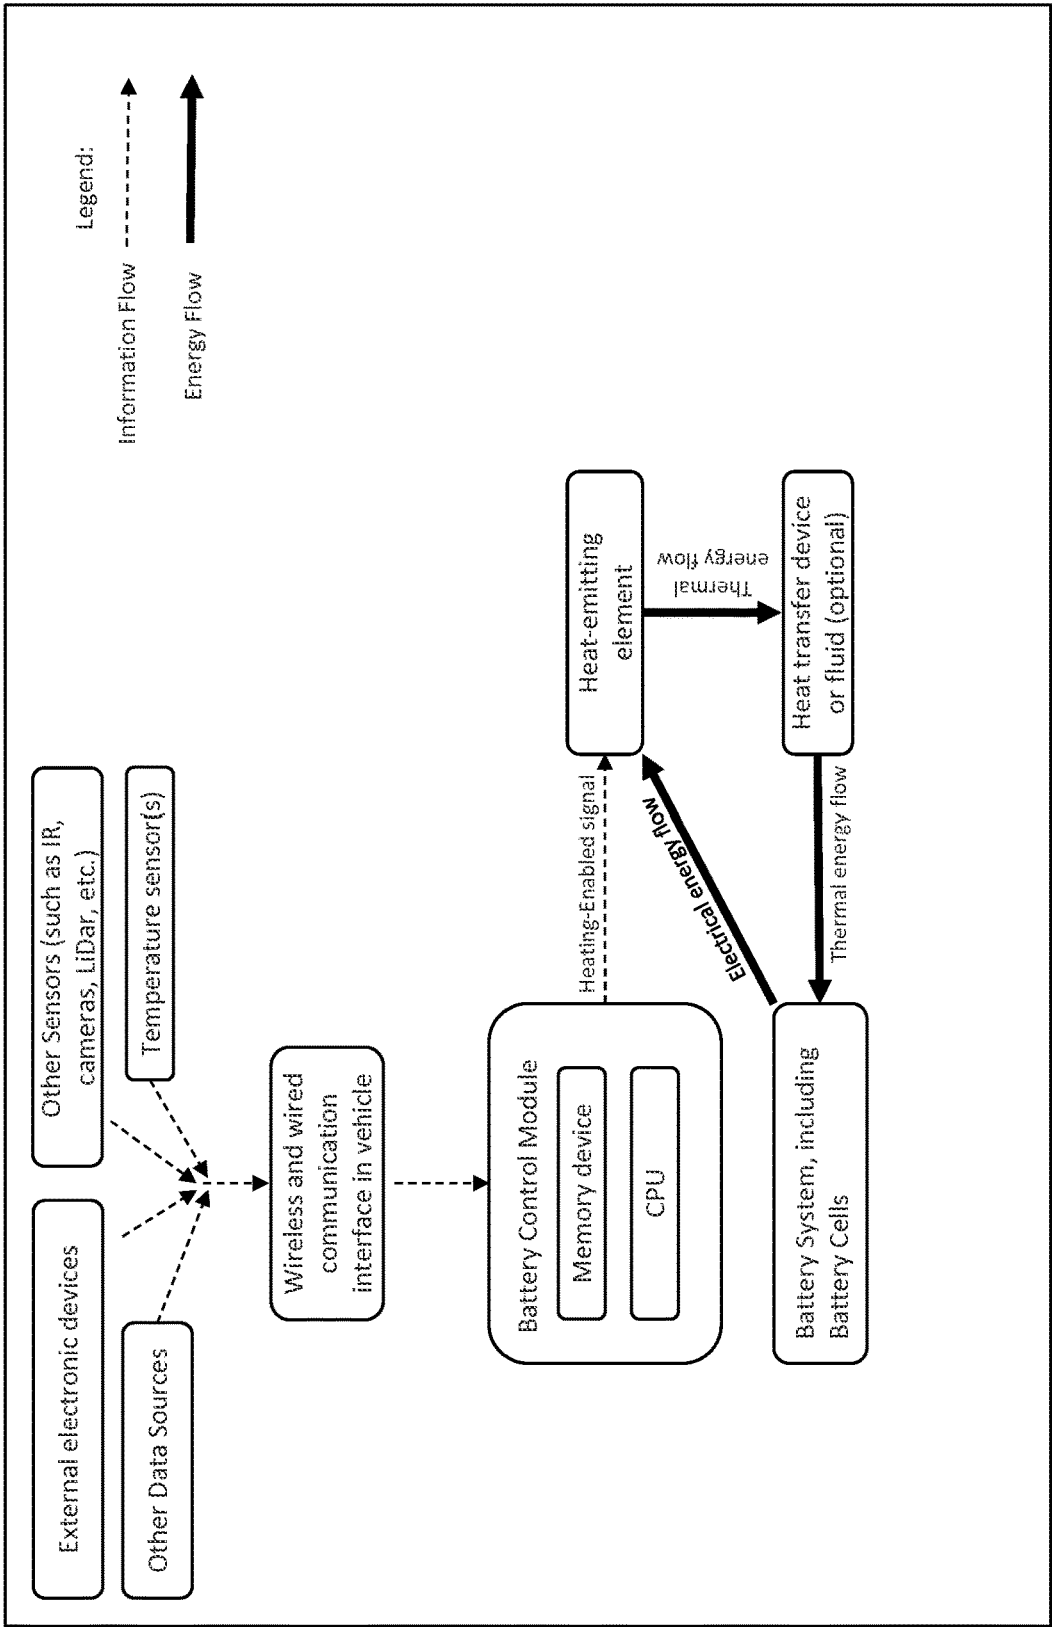 External electronic devices
Other Sensors (such as IR,
cameras, LiDar, etc.)
Other Data Sources
Temperature sensor(s)
Legend:
Information Flow
Energy Flow
Wireless and wired
communication
interface in vehicle
Battery Control Module
Memory device
CPU
Heating-Enabled signal
Heat-emitting
element
Electrical energy flow
Thermal
energy flow
Battery System, including
Battery Cells
Thermal energy flow
Heat transfer device
or fluid (optional)